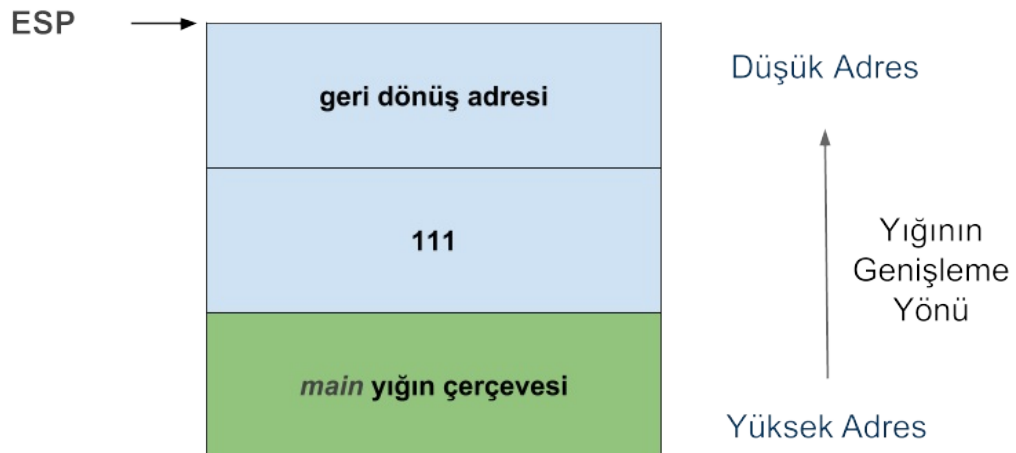 ESP
geri dönüş adresi
111
main yığın çerçevesi
Düşük Adres
Yığının
Genişleme
Yönü
Yüksek Adres